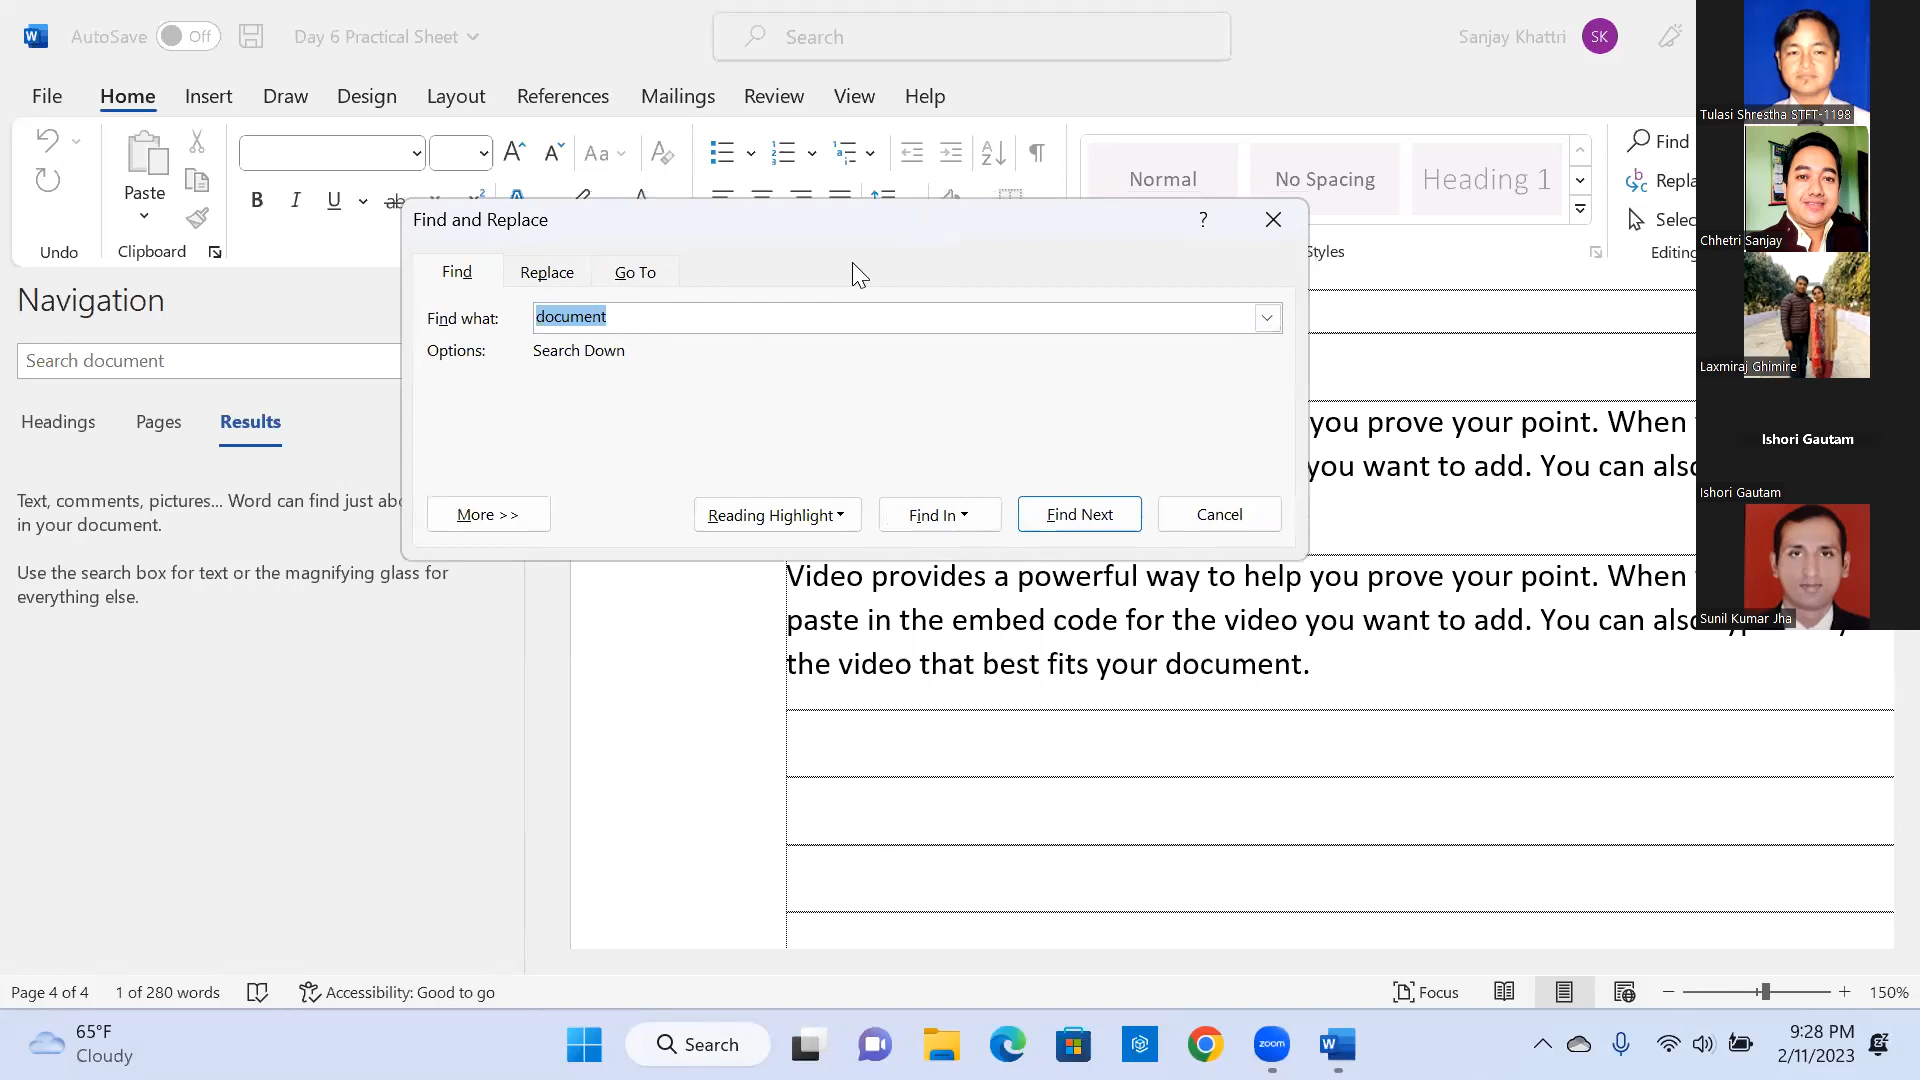 AutoSave Off Day 6 Practical Sheet Search Sanjay Khattri SK
File Home Insert Draw Design Layout References Mailings Review View Help
Paste
Aa
B I U ab
Normal No Spacing Heading 1
Find
Repla
Selec
Undo Clipboard Styles Editing
Find and Replace ?
Find Replace Go To
Find what: document
Options: Search Down
More >> Reading Highlight Find In Find Next Cancel
Navigation
Search document
Headings Pages Results
Text, comments, pictures... Word can find just abo
in your document.
Use the search box for text or the magnifying glass for
everything else.
you prove your point. When
you want to add. You can also
Video provides a powerful way to help you prove your point. When
paste in the embed code for the video you want to add. You can also
the video that best fits your document.
Tulasi Shrestha STFT-1198
Chhetri Sanjay
Laxmiraj Ghimire
Ishori Gautam
Ishori Gautam
Sunil Kumar Jha
Page 4 of 4 1 of 280 words Accessibility: Good to go Focus 150%
65°F
Cloudy
Search
zoom
9:28 PM
2/11/2023